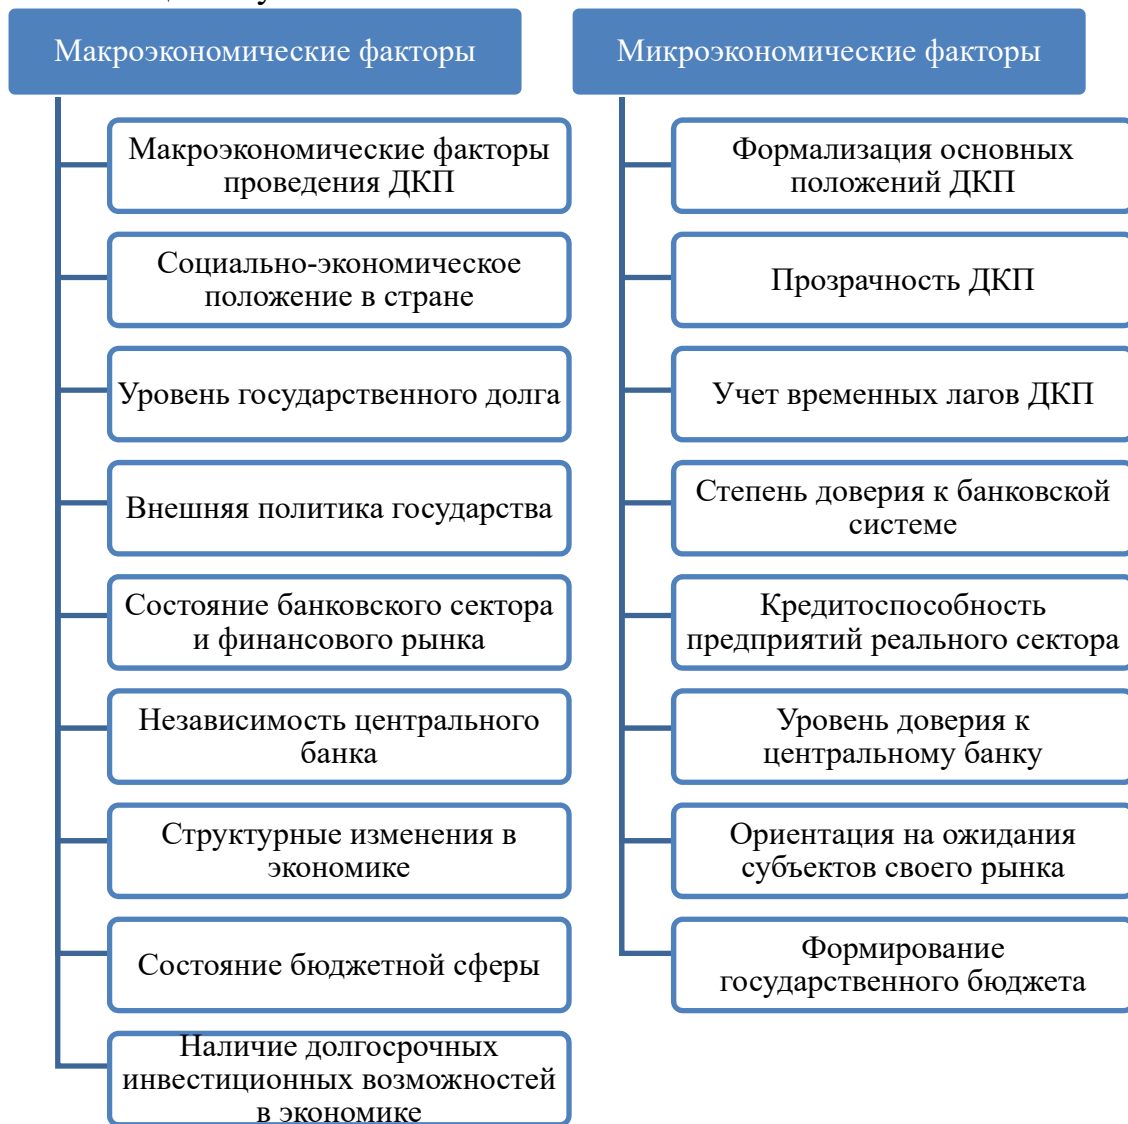 Макроэкономические факторы
Макроэкономические факторы
проведения ДКП
Социально-экономическое
положение в стране
Уровень государственного долга
Внешняя политика государства
Состояние банковского сектора
и финансового рынка
Независимость центрального
банка
Структурные изменения в
экономике
Состояние бюджетной сферы
Наличие долгосрочных
инвестиционных возможностей
в экономике
Микроэкономические факторы
Формализация основных
положений ДКП
Прозрачность ДКП
Учет временных лагов ДКП
Степень доверия к банковской
системе
Кредитоспособность
предприятий реального сектора
Уровень доверия к
центральному банку
Ориентация на ожидания
субъектов своего рынка
Формирование
государственного бюджета